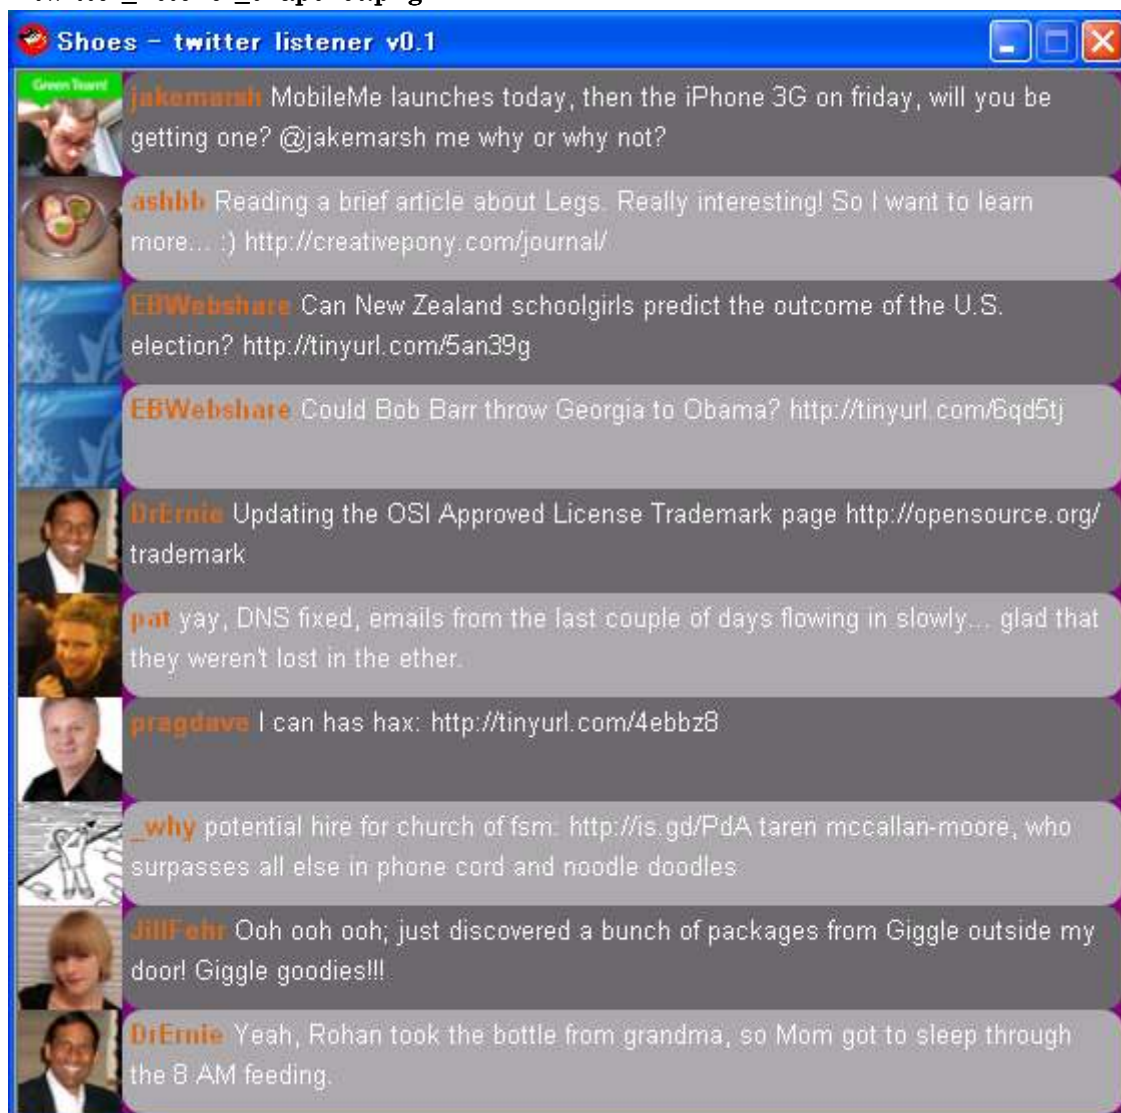 Shoes - twitter listener v0.1
Green Team!
jakemarsh MobileMe launches today, then the iPhone 3G on friday, will you be
getting one? @jakemarsh me why or why not?
ashbb Reading a brief article about Legs. Really interesting! So I want to learn
more... :) http://creativepony.com/journal/
EBWebshare Can New Zealand schoolgirls predict the outcome of the U.S.
election? http://tinyurl.com/5an39g
EBWebshare Could Bob Barr throw Georgia to Obama? http://tinyurl.com/6qd5tj
DrErnie Updating the OSI Approved License Trademark page http://opensource.org/
trademark
pat yay, DNS fixed, emails from the last couple of days flowing in slowly... glad that
they weren't lost in the ether.
pragdave I can has hax: http://tinyurl.com/4ebbz8
_why potential hire for church of fsm: http://is.gd/PdA taren mccallan-moore, who
surpasses all else in phone cord and noodle doodles
JillFehr Ooh ooh ooh; just discovered a bunch of packages from Giggle outside my
door! Giggle goodies!!!
DrErnie Yeah, Rohan took the bottle from grandma, so Mom got to sleep through
the 8 AM feeding.